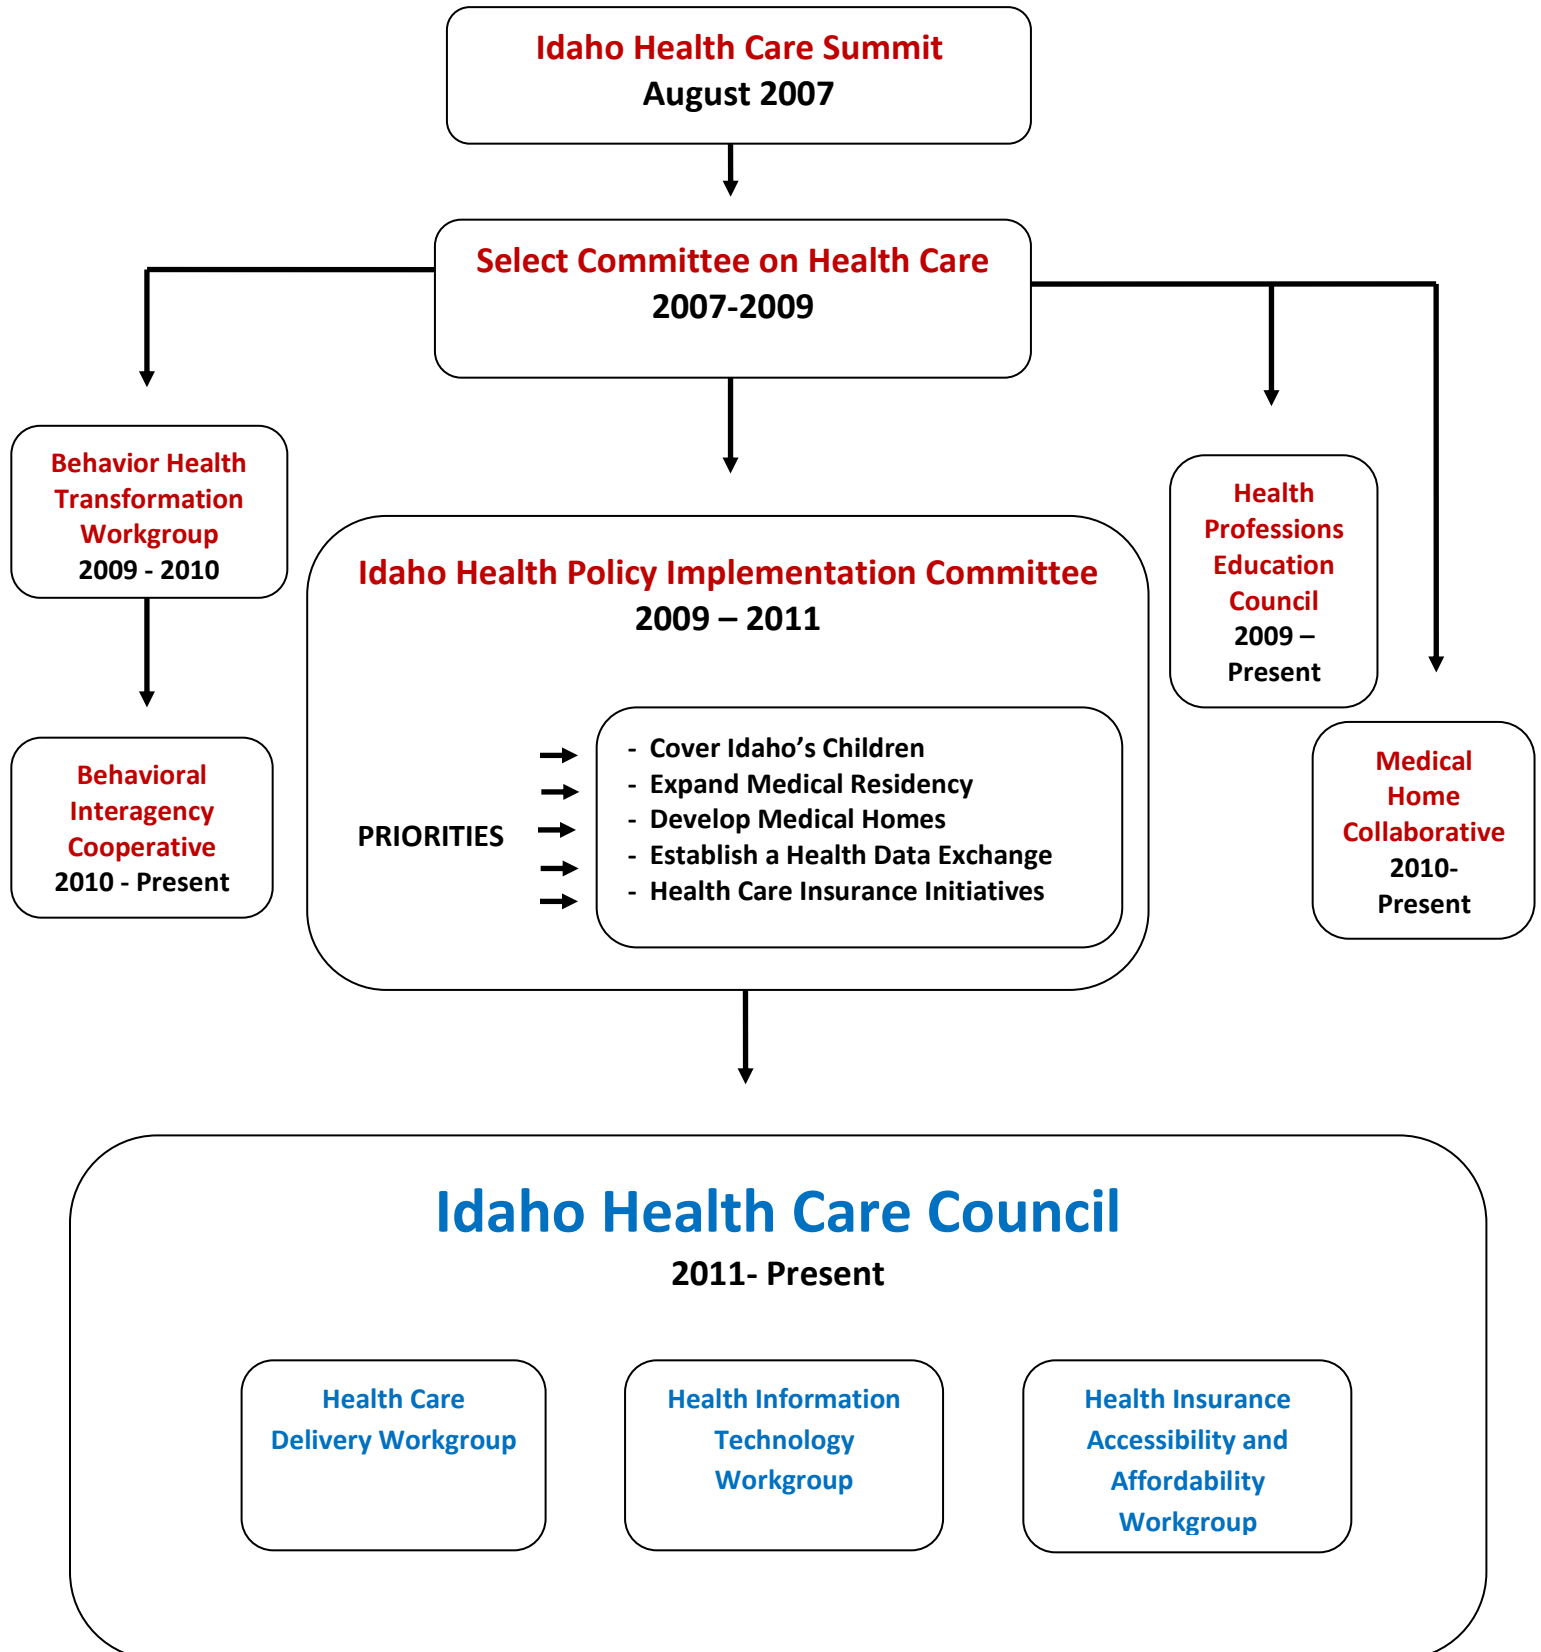 Idaho Health Care Summit
August 2007
Select Committee on Health Care
2007-2009
Behavior Health
Transformation
Workgroup
2009 - 2010
Behavioral
Interagency
Cooperative
2010 - Present
Idaho Health Policy Implementation Committee
2009 – 2011
PRIORITIES
- Cover Idaho’s Children
- Expand Medical Residency
- Develop Medical Homes
- Establish a Health Data Exchange
- Health Care Insurance Initiatives
Health
Professions
Education
Council
2009 –
Present
Medical
Home
Collaborative
2010-
Present
Idaho Health Care Council
2011- Present
Health Care
Delivery Workgroup
Health Information
Technology
Workgroup
Health Insurance
Accessibility and
Affordability
Workgroup